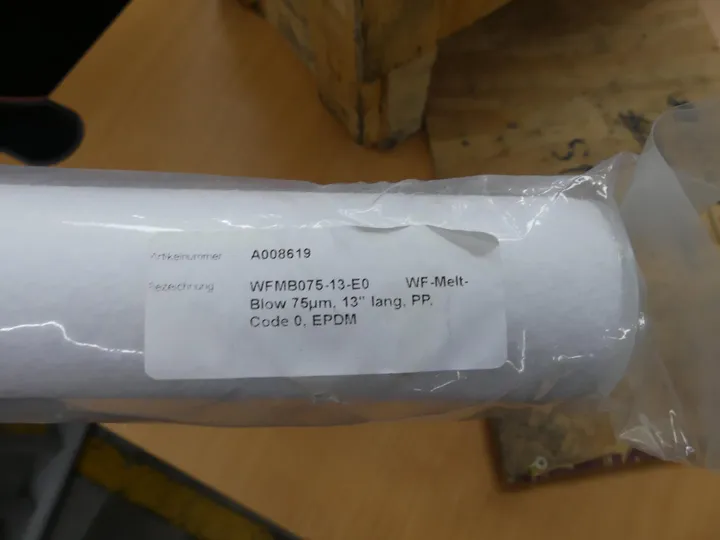 Artikelnummer A008619
Bezeichnung WFMB075-13-E0 WF-Melt-
Blow 75µm, 13" lang, PP,
Code 0, EPDM